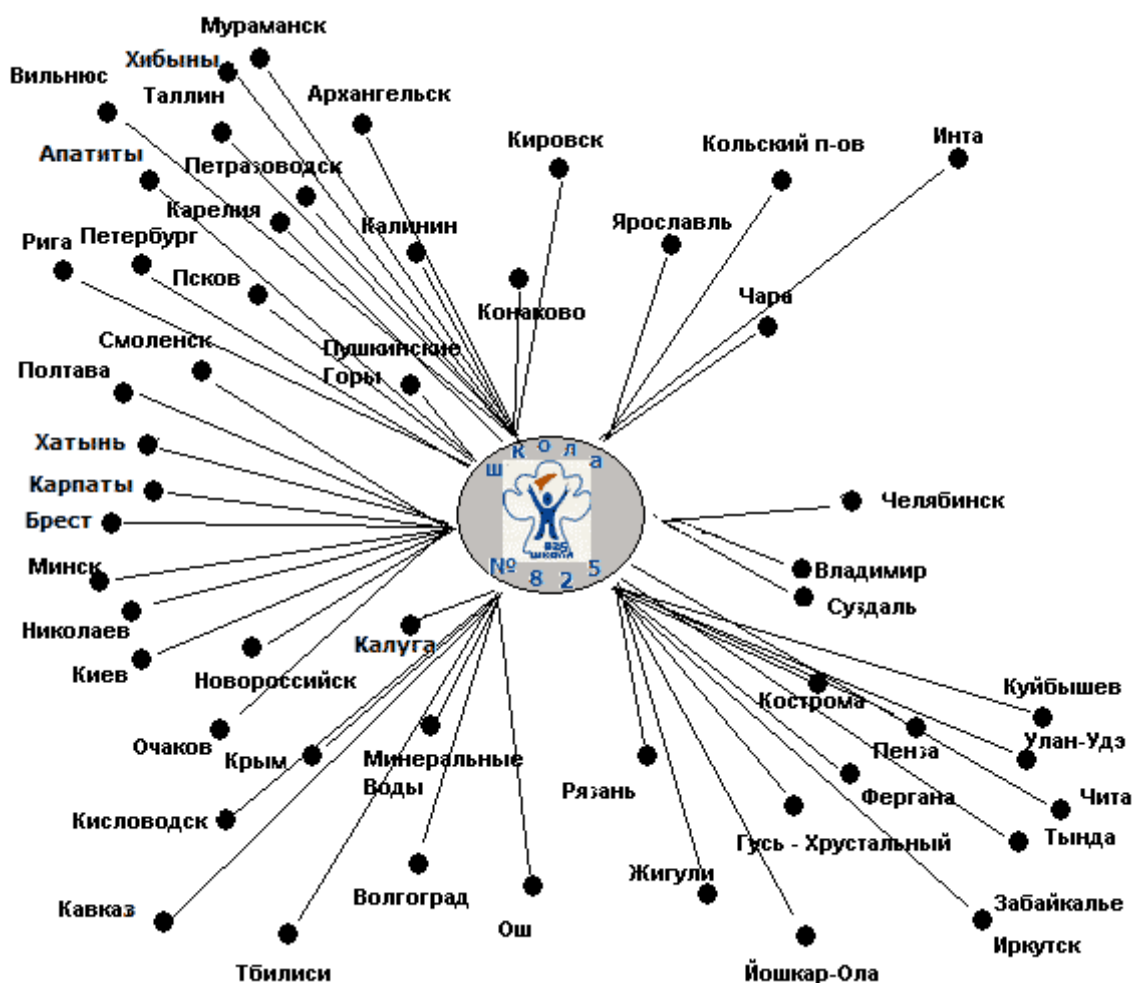 Мураманск
Хибыны
Вильнюс
Таллин
Архангельск
Апатиты
Петразоводск
Кировск
Кольский п-ов
Инта
Карелия
Калинин
Ярославль
Рига
Петербург
Псков
Конаково
Чара
Смоленск
Пушкинские
Горы
Полтава
Хатынь
Карпаты
Брест
Минск
Николаев
Киев
Новороссийск
Калуга
Очаков
Крым
Минеральные
Воды
Кисловодск
Кавказ
Волгоград
Тбилиси
Ош
школа
825
школа
№ 825
Челябинск
Владимир
Суздаль
Кострома
Куйбышев
Пенза
Улан-Удэ
Рязань
Фергана
Чита
Гусь - Хрустальный
Тында
Жигули
Забайкалье
Иркутск
Йошкар-Ола